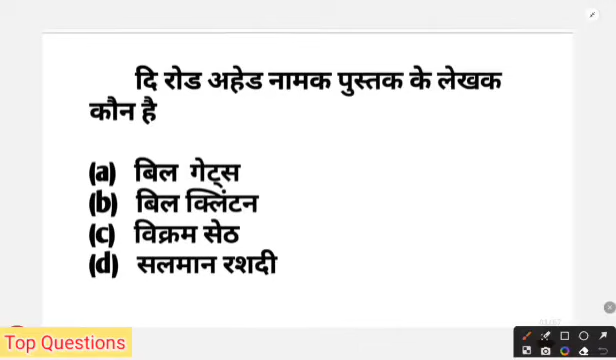 दि रोड अहेड नामक पुस्तक के लेखक
कौन है
(a) बिल गेट्स
(b) बिल क्लिंटन
(c) विक्रम सेठ
(d) सलमान रशदी
Top Questions